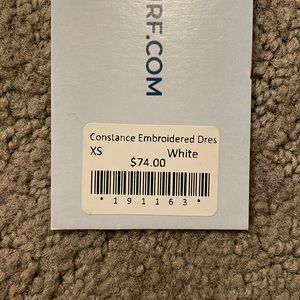 RF.COM
Constance Embroidered Dres
XS White
$74.00
*191163*